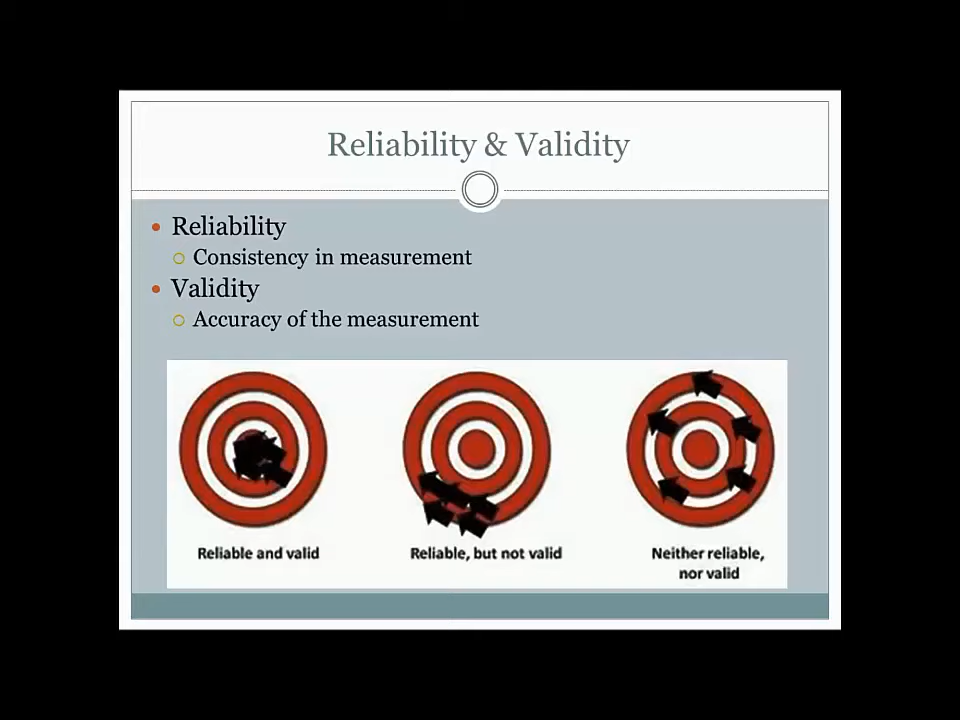 Reliability & Validity
Reliability
Consistency in measurement
Validity
Accuracy of the measurement
Reliable and valid
Reliable, but not valid
Neither reliable,
nor valid